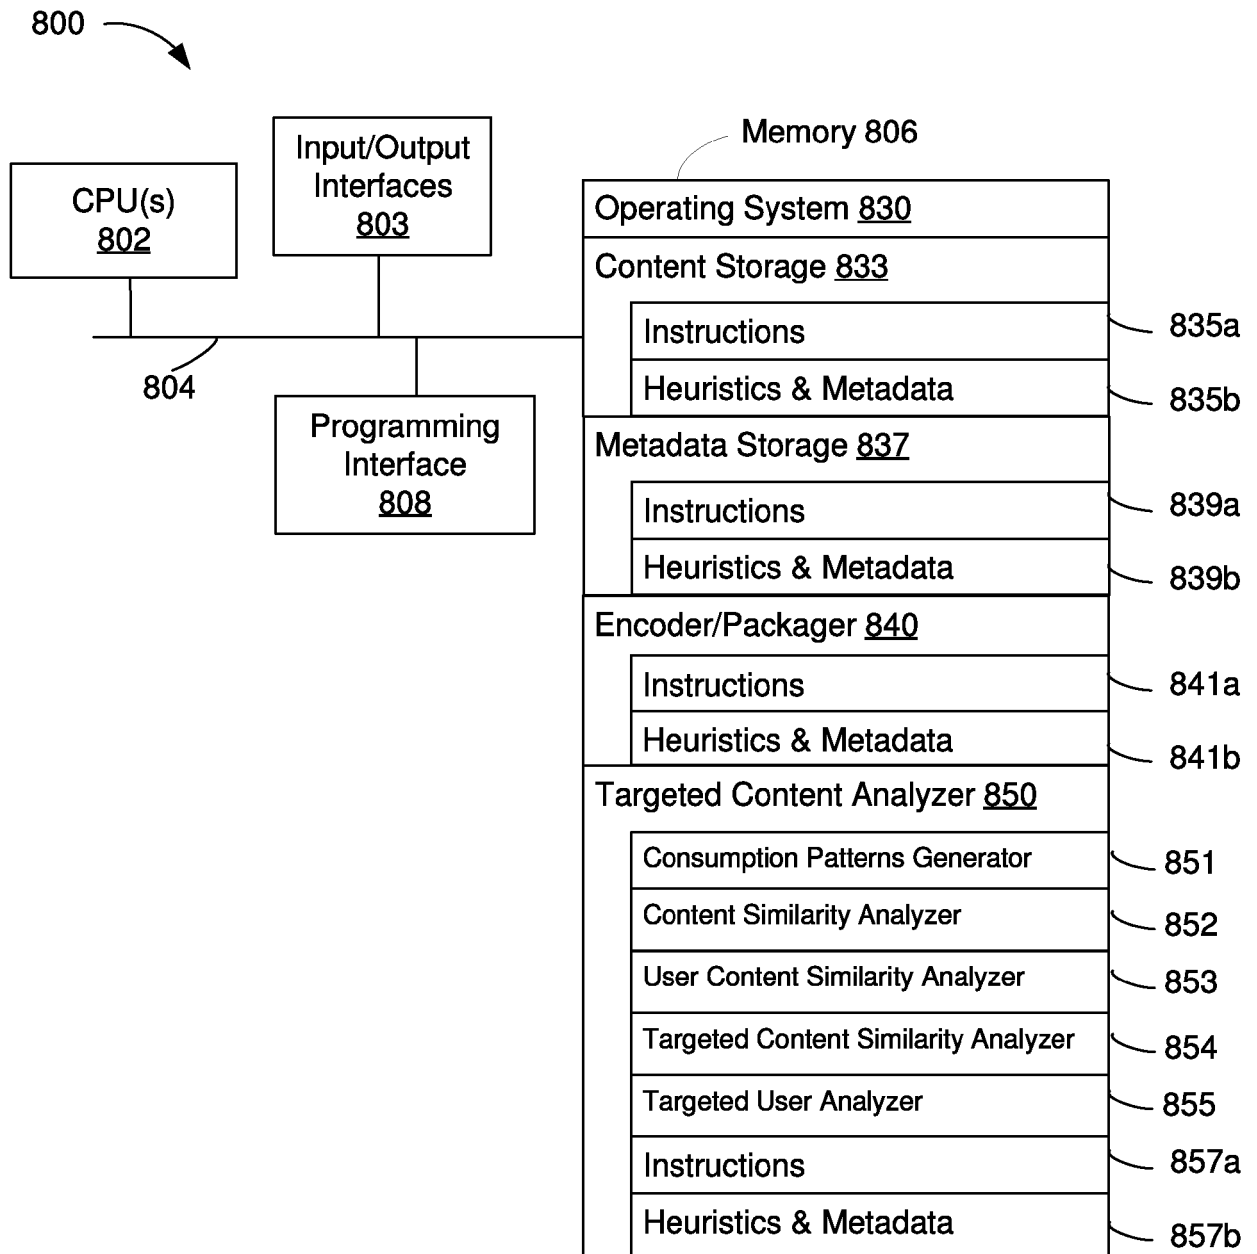 800
Memory 806
Input/Output
Interfaces
803
CPU(s)
802
804
Programming
Interface
808
Operating System 830
Content Storage 833
Instructions
835a
Heuristics & Metadata
835b
Metadata Storage 837
Instructions
839a
Heuristics & Metadata
839b
Encoder/Packager 840
Instructions
841a
Heuristics & Metadata
841b
Targeted Content Analyzer 850
Consumption Patterns Generator
851
Content Similarity Analyzer
852
User Content Similarity Analyzer
853
Targeted Content Similarity Analyzer
854
Targeted User Analyzer
855
Instructions
857a
Heuristics & Metadata
857b